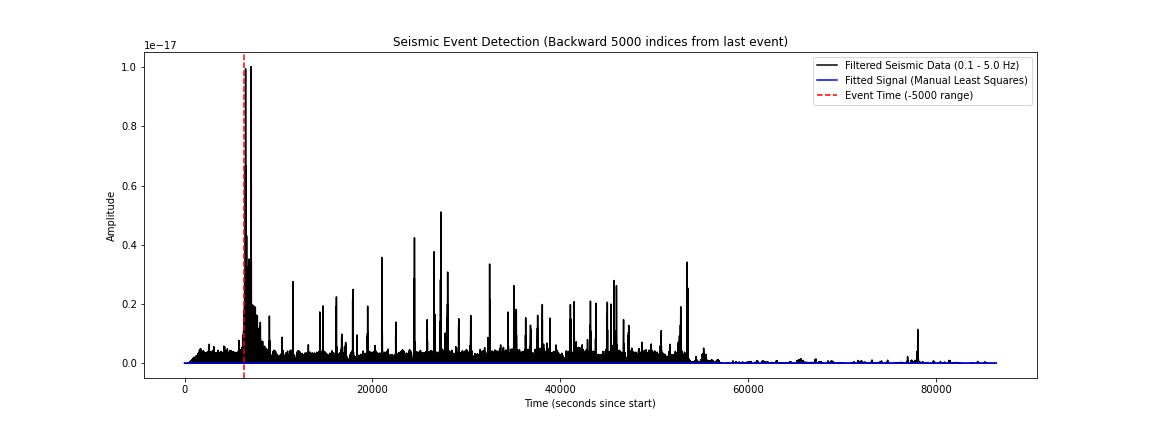 Seismic Event Detection (Backward 5000 indices from last event)
1e−17
Filtered Seismic Data (0.1 - 5.0 Hz)
Fitted Signal (Manual Least Squares)
Event Time (-5000 range)
1.0
0.8
0.6
0.4
0.2
0.0
Amplitude
0 20000 40000 60000 80000
Time (seconds since start)